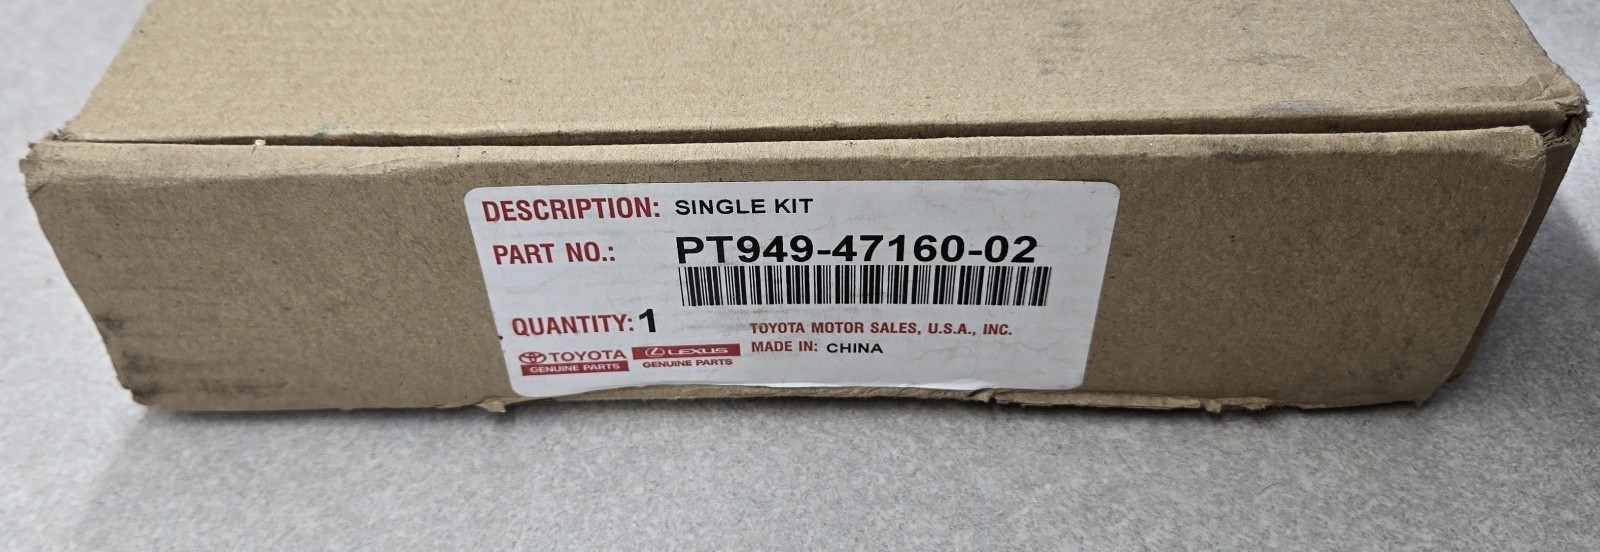 DESCRIPTION: SINGLE KIT
PART NO.: PT949-47160-02
QUANTITY: 1
TOYOTA MOTOR SALES, U.S.A., INC.
MADE IN: CHINA
TOYOTA
GENUINE PARTS
LEXUS
GENUINE PARTS